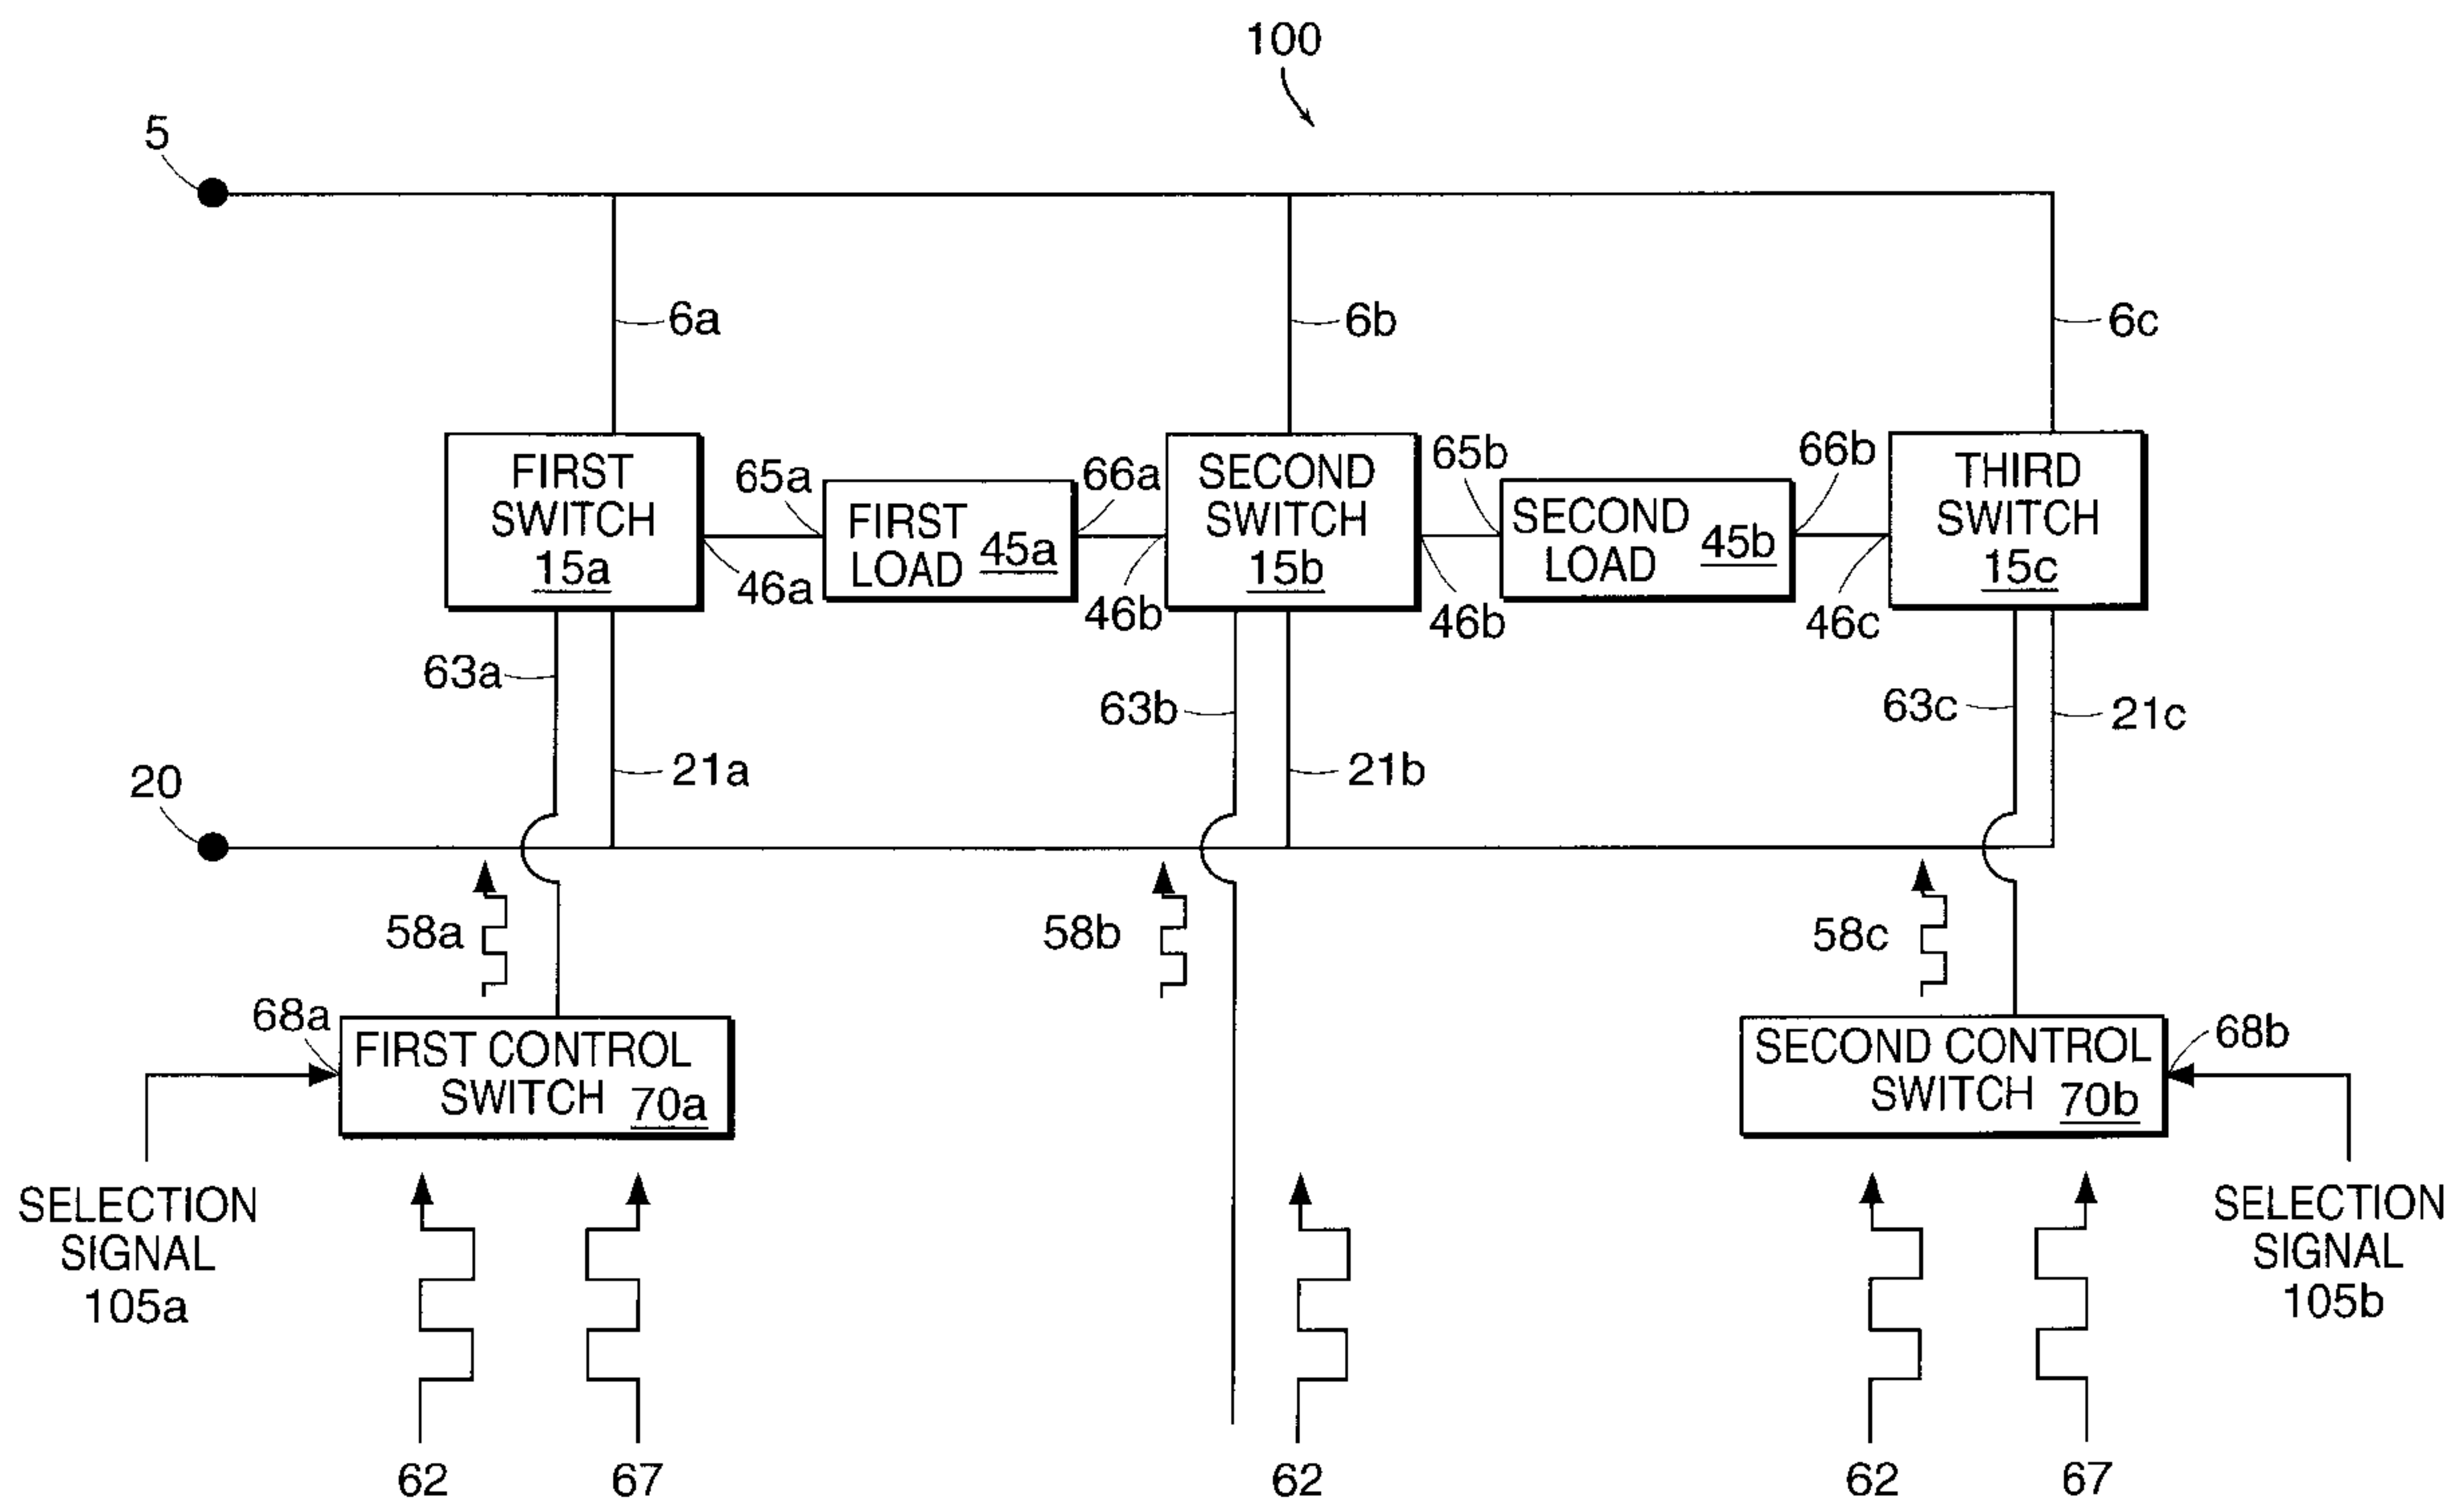 100
5
6a
6b
6c
FIRST
SWITCH
15a
65a
FIRST
LOAD
45a
66a
46a
46b
SECOND
SWITCH
15b
65b
46b
SECOND
LOAD
45b
66b
46c
THIRD
SWITCH
15c
63a
21a
63b
21b
63c
21c
20
58a
58b
58c
68a
FIRST CONTROL
SWITCH 70a
SECOND CONTROL
SWITCH 70b
68b
SELECTION
SIGNAL
105a
SELECTION
SIGNAL
105b
62
67
62
62
67